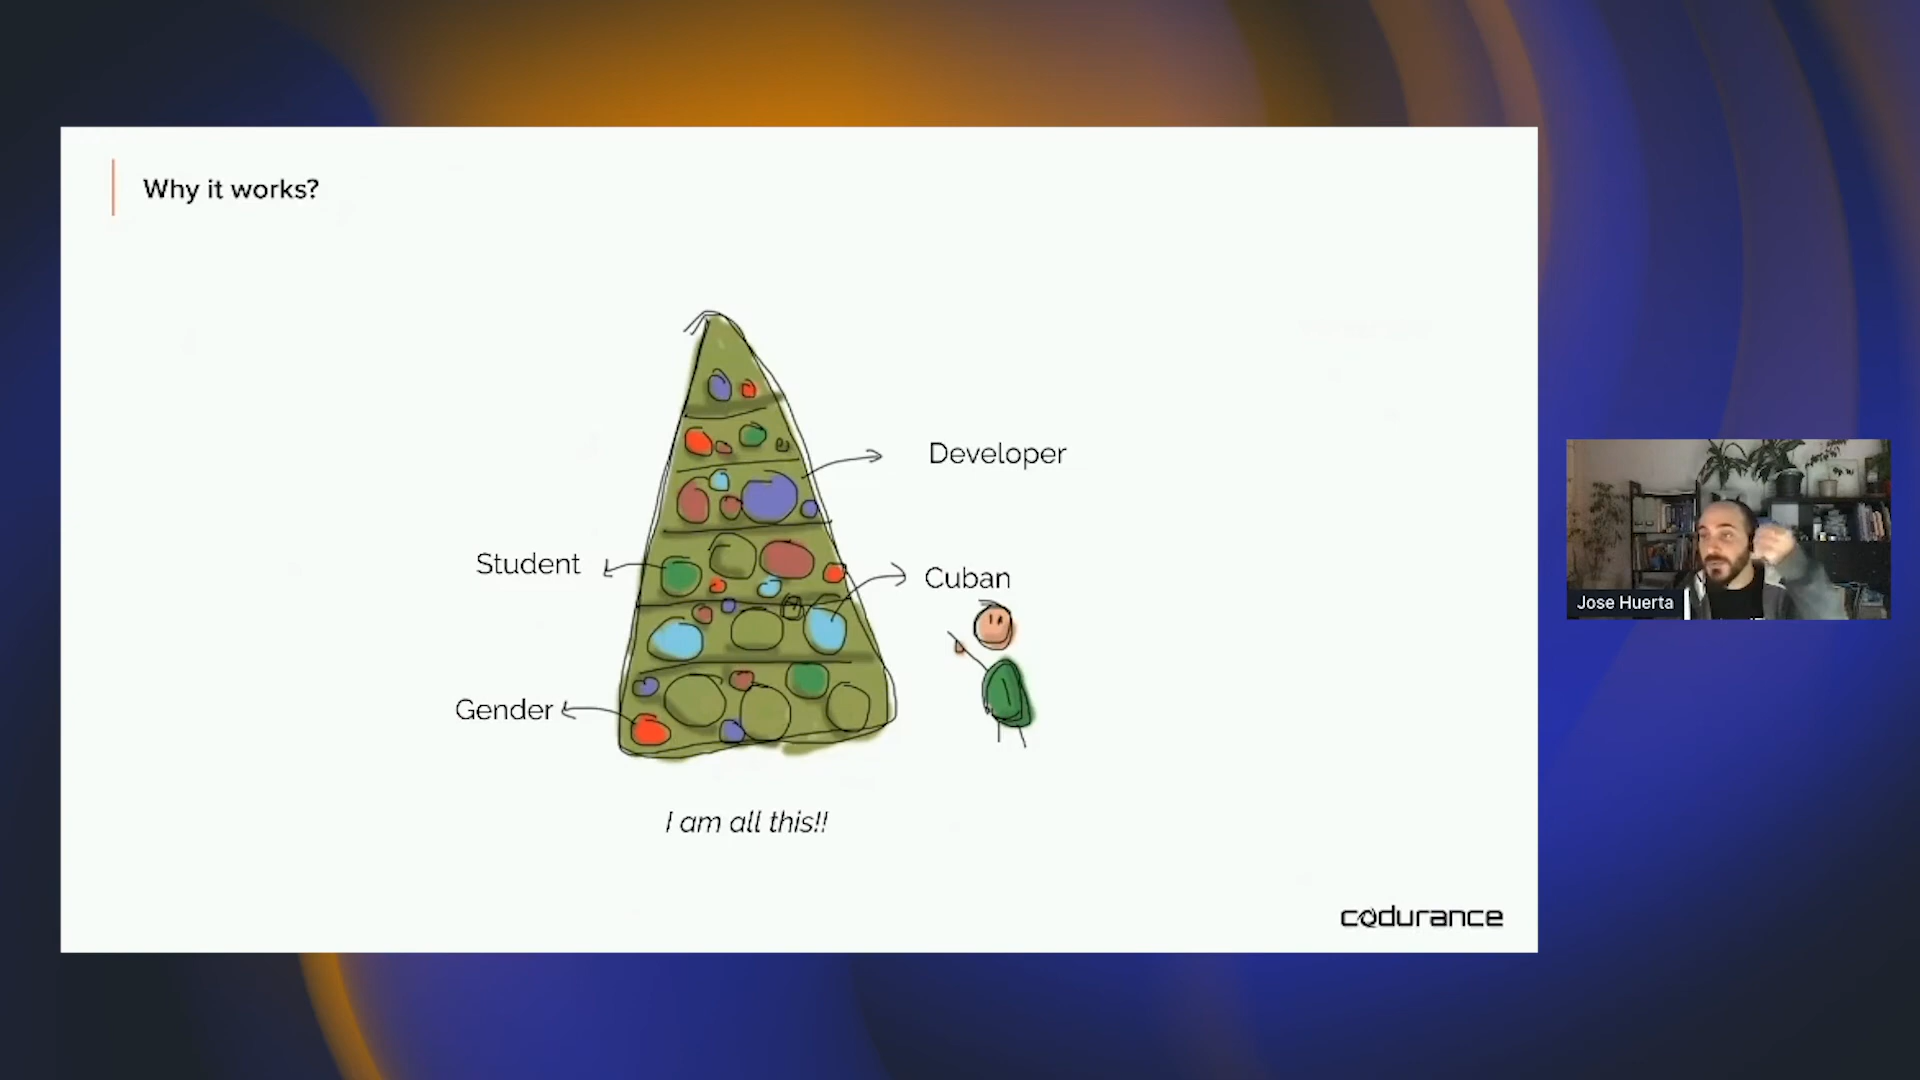 Why it works?
Developer
Student
Cuban
Gender
I am all this!!
codurance
Jose Huerta